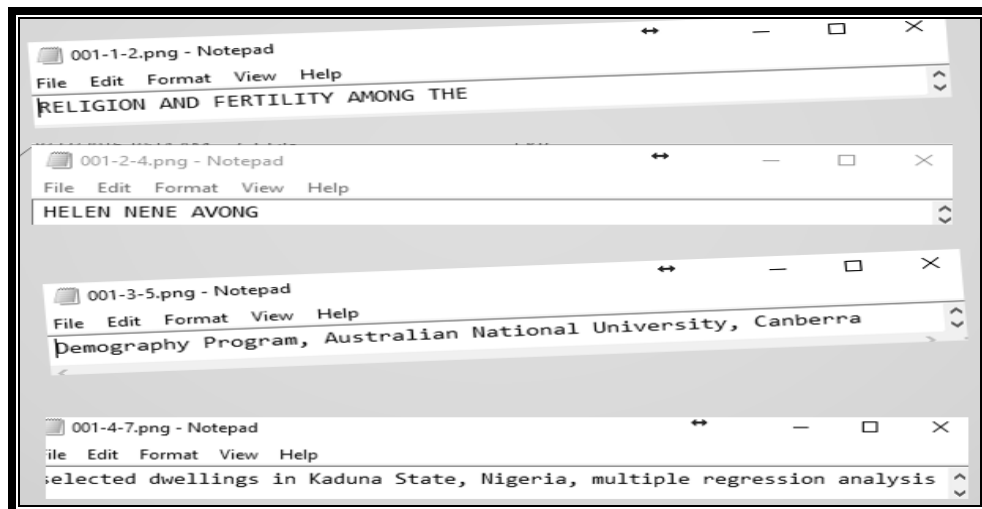 001-1-2.png - Notepad
File Edit Format View Help
RELIGION AND FERTILITY AMONG THE
001-2-4.png - Notepad
File Edit Format View Help
HELEN NENE AVONG
001-3-5.png - Notepad
File Edit Format View Help
Demography Program, Australian National University, Canberra
001-4-7.png - Notepad
ile Edit Format View Help
selected dwellings in Kaduna State, Nigeria, multiple regression analysis